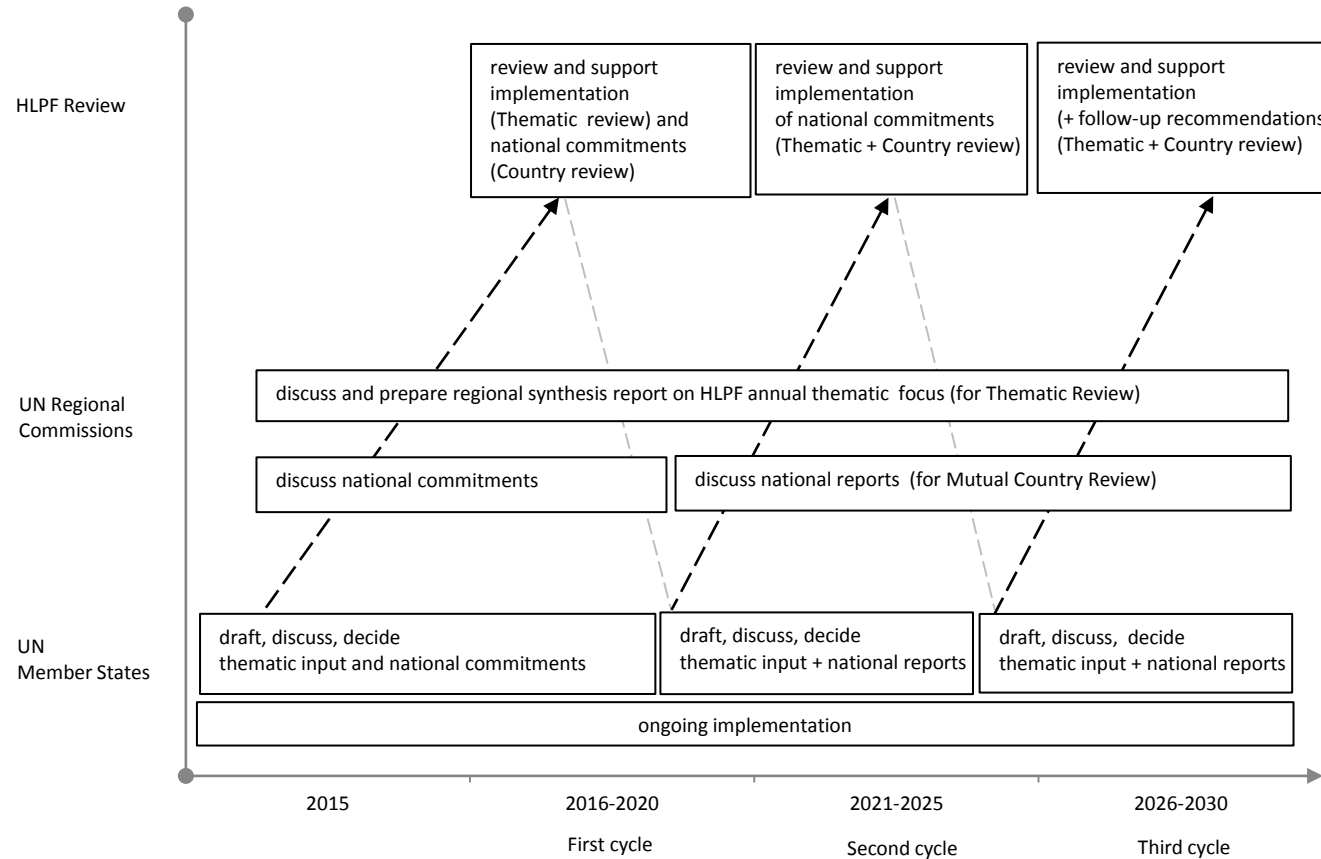 HLPF Review
review and support
implementation
(Thematic review) and
national commitments
(Country review)
review and support
implementation
of national commitments
(Thematic + Country review)
review and support
implementation
(+ follow-up recommendations
(Thematic + Country review)
UN Regional
Commissions
discuss and prepare regional synthesis report on HLPF annual thematic focus (for Thematic Review)
discuss national commitments
discuss national reports (for Mutual Country Review)
UN
Member States
draft, discuss, decide
thematic input and national commitments
draft, discuss, decide
thematic input + national reports
draft, discuss, decide
thematic input + national reports
ongoing implementation
2015
2016-2020
2021-2025
2026-2030
First cycle
Second cycle
Third cycle